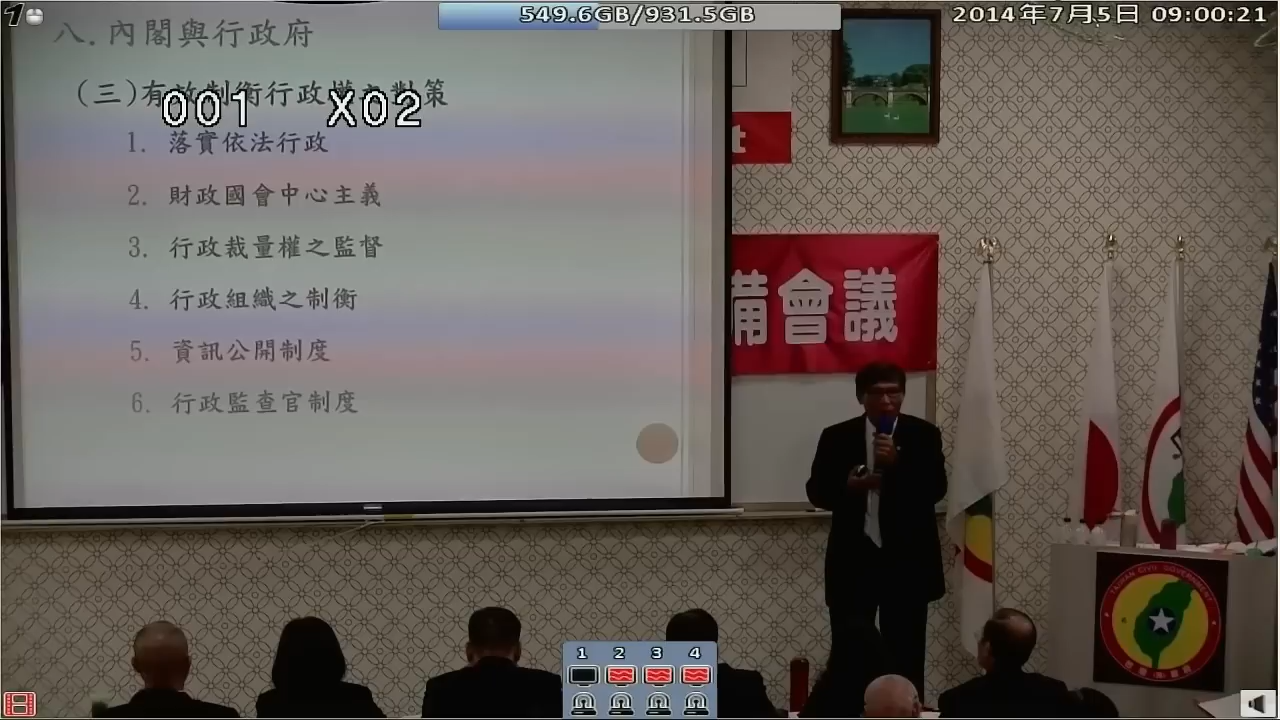 549.6GB/931.5GB
2014年7月5日 09:00:21
1
八.內閣與行政府
(三)有效制衡行政權之對策
001 X02
1. 落實依法行政
2. 財政國會中心主義
3. 行政裁量權之監督
4. 行政組織之制衡
5. 資訊公開制度
6. 行政監查官制度
t
備會議
TAIWAN CIVIL GOVERNMENT
1 2 3 4